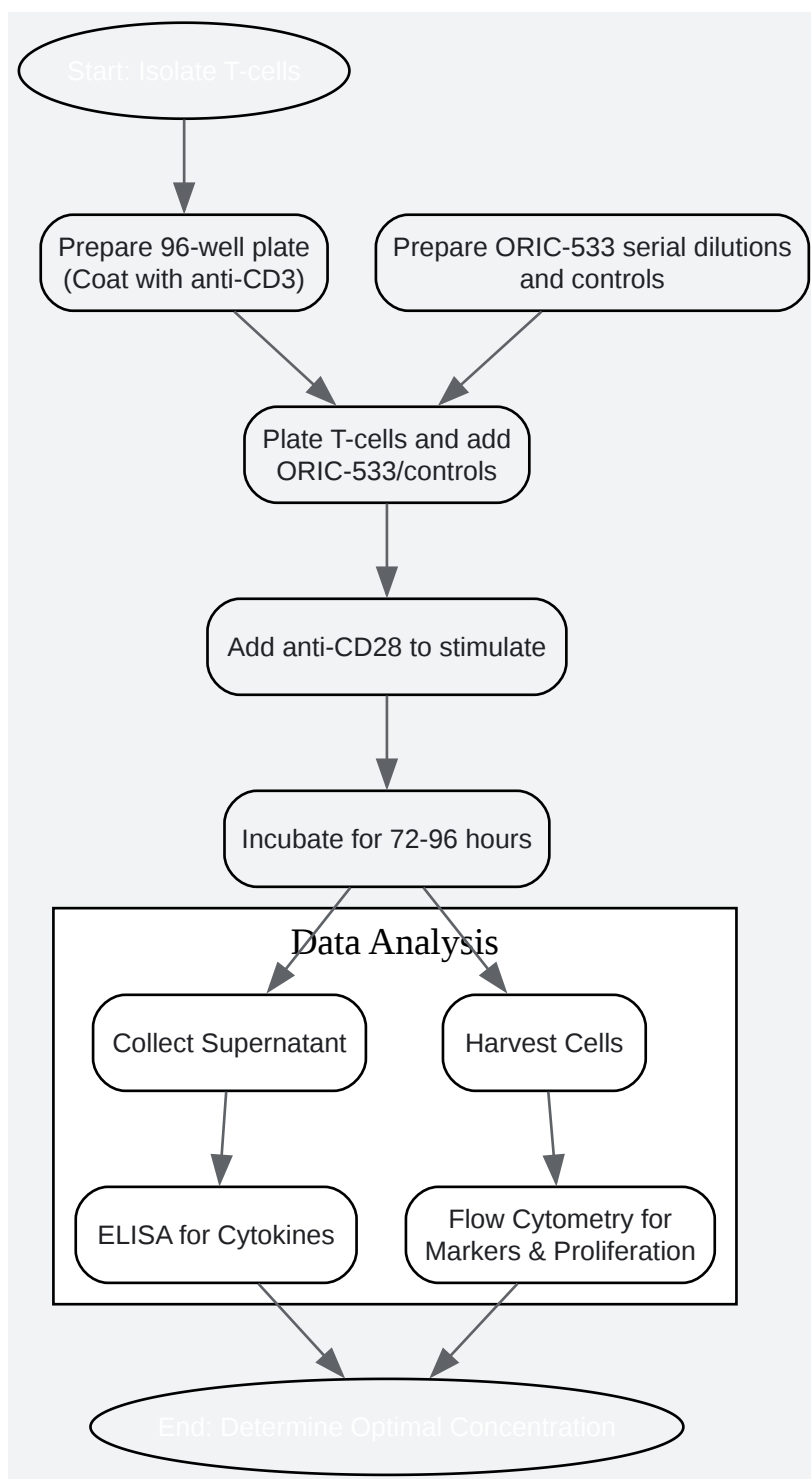 Start: Isolate T-cells
Prepare 96-well plate
(Coat with anti-CD3)
Prepare ORIC-533 serial dilutions
and controls
Plate T-cells and add
ORIC-533/controls
Add anti-CD28 to stimulate
Incubate for 72-96 hours
Data Analysis
Collect Supernatant
Harvest Cells
ELISA for Cytokines
Flow Cytometry for
Markers & Proliferation
End: Determine Optimal Concentration